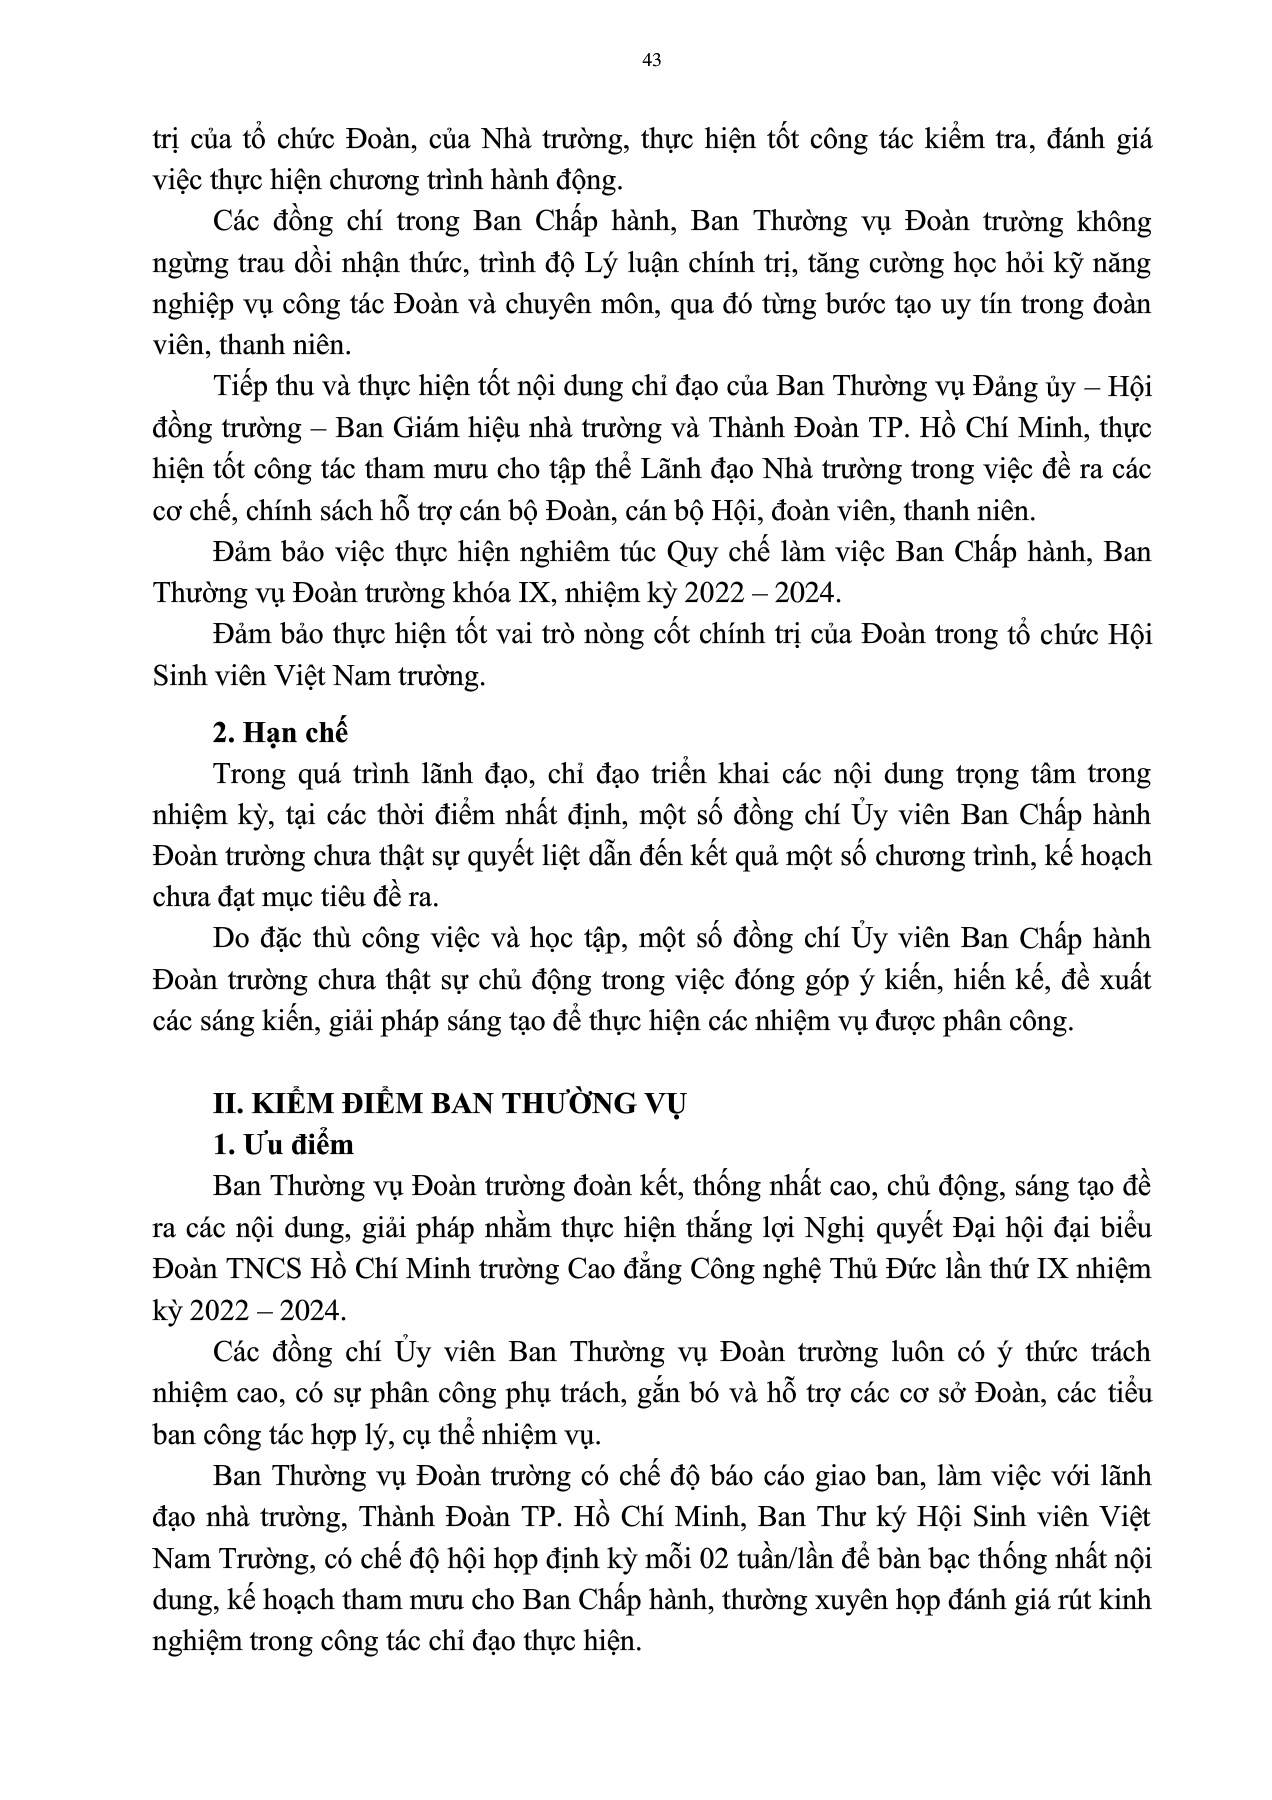 43
trị của tổ chức Đoàn, của Nhà trường, thực hiện tốt công tác kiểm tra, đánh giá
việc thực hiện chương trình hành động.
Các đồng chí trong Ban Chấp hành, Ban Thường vụ Đoàn trường không
ngừng trau dồi nhận thức, trình độ Lý luận chính trị, tăng cường học hỏi kỹ năng
nghiệp vụ công tác Đoàn và chuyên môn, qua đó từng bước tạo uy tín trong đoàn
viên, thanh niên.
Tiếp thu và thực hiện tốt nội dung chỉ đạo của Ban Thường vụ Đảng ủy – Hội
đồng trường – Ban Giám hiệu nhà trường và Thành Đoàn TP. Hồ Chí Minh, thực
hiện tốt công tác tham mưu cho tập thể Lãnh đạo Nhà trường trong việc đề ra các
cơ chế, chính sách hỗ trợ cán bộ Đoàn, cán bộ Hội, đoàn viên, thanh niên.
Đảm bảo việc thực hiện nghiêm túc Quy chế làm việc Ban Chấp hành, Ban
Thường vụ Đoàn trường khóa IX, nhiệm kỳ 2022 – 2024.
Đảm bảo thực hiện tốt vai trò nòng cốt chính trị của Đoàn trong tổ chức Hội
Sinh viên Việt Nam trường.
2. Hạn chế
Trong quá trình lãnh đạo, chỉ đạo triển khai các nội dung trọng tâm trong
nhiệm kỳ, tại các thời điểm nhất định, một số đồng chí Ủy viên Ban Chấp hành
Đoàn trường chưa thật sự quyết liệt dẫn đến kết quả một số chương trình, kế hoạch
chưa đạt mục tiêu đề ra.
Do đặc thù công việc và học tập, một số đồng chí Ủy viên Ban Chấp hành
Đoàn trường chưa thật sự chủ động trong việc đóng góp ý kiến, hiến kế, đề xuất
các sáng kiến, giải pháp sáng tạo để thực hiện các nhiệm vụ được phân công.
II. KIỂM ĐIỂM BAN THƯỜNG VỤ
1. Ưu điểm
Ban Thường vụ Đoàn trường đoàn kết, thống nhất cao, chủ động, sáng tạo đề
ra các nội dung, giải pháp nhằm thực hiện thắng lợi Nghị quyết Đại hội đại biểu
Đoàn TNCS Hồ Chí Minh trường Cao đẳng Công nghệ Thủ Đức lần thứ IX nhiệm
kỳ 2022 – 2024.
Các đồng chí Ủy viên Ban Thường vụ Đoàn trường luôn có ý thức trách
nhiệm cao, có sự phân công phụ trách, gắn bó và hỗ trợ các cơ sở Đoàn, các tiểu
ban công tác hợp lý, cụ thể nhiệm vụ.
Ban Thường vụ Đoàn trường có chế độ báo cáo giao ban, làm việc với lãnh
đạo nhà trường, Thành Đoàn TP. Hồ Chí Minh, Ban Thư ký Hội Sinh viên Việt
Nam Trường, có chế độ hội họp định kỳ mỗi 02 tuần/lần để bàn bạc thống nhất nội
dung, kế hoạch tham mưu cho Ban Chấp hành, thường xuyên họp đánh giá rút kinh
nghiệm trong công tác chỉ đạo thực hiện.